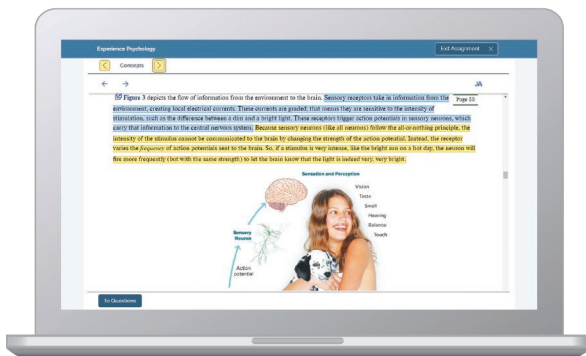 Experience Psychology
Exit Assignment X
Concepts
JA
Figure 3 depicts the flow of information from the environment to the brain. Sensory receptors take in information from the
Page 88
environment, creating local electrical currents. These currents are graded; that means they are sensitive to the intensity of
stimulation, such as the difference between a dim and a bright light. These receptors trigger action potentials in sensory neurons, which
carry that information to the central nervous system. Because sensory neurons (like all neurons) follow the all-or-nothing principle, the
intensity of the stimulus cannot be communicated to the brain by changing the strength of the action potential. Instead, the receptor
varies the frequency of action potentials sent to the brain. So, if a stimulus is very intense, like the bright sun on a hot day, the neuron will
fire more frequently (but with the same strength) to let the brain know that the light is indeed very, very bright.
Sensation and Perception
Vision
Taste
Smell
Hearing
Balance
Touch
Sensory
Neuron
Action
potential
To Questions